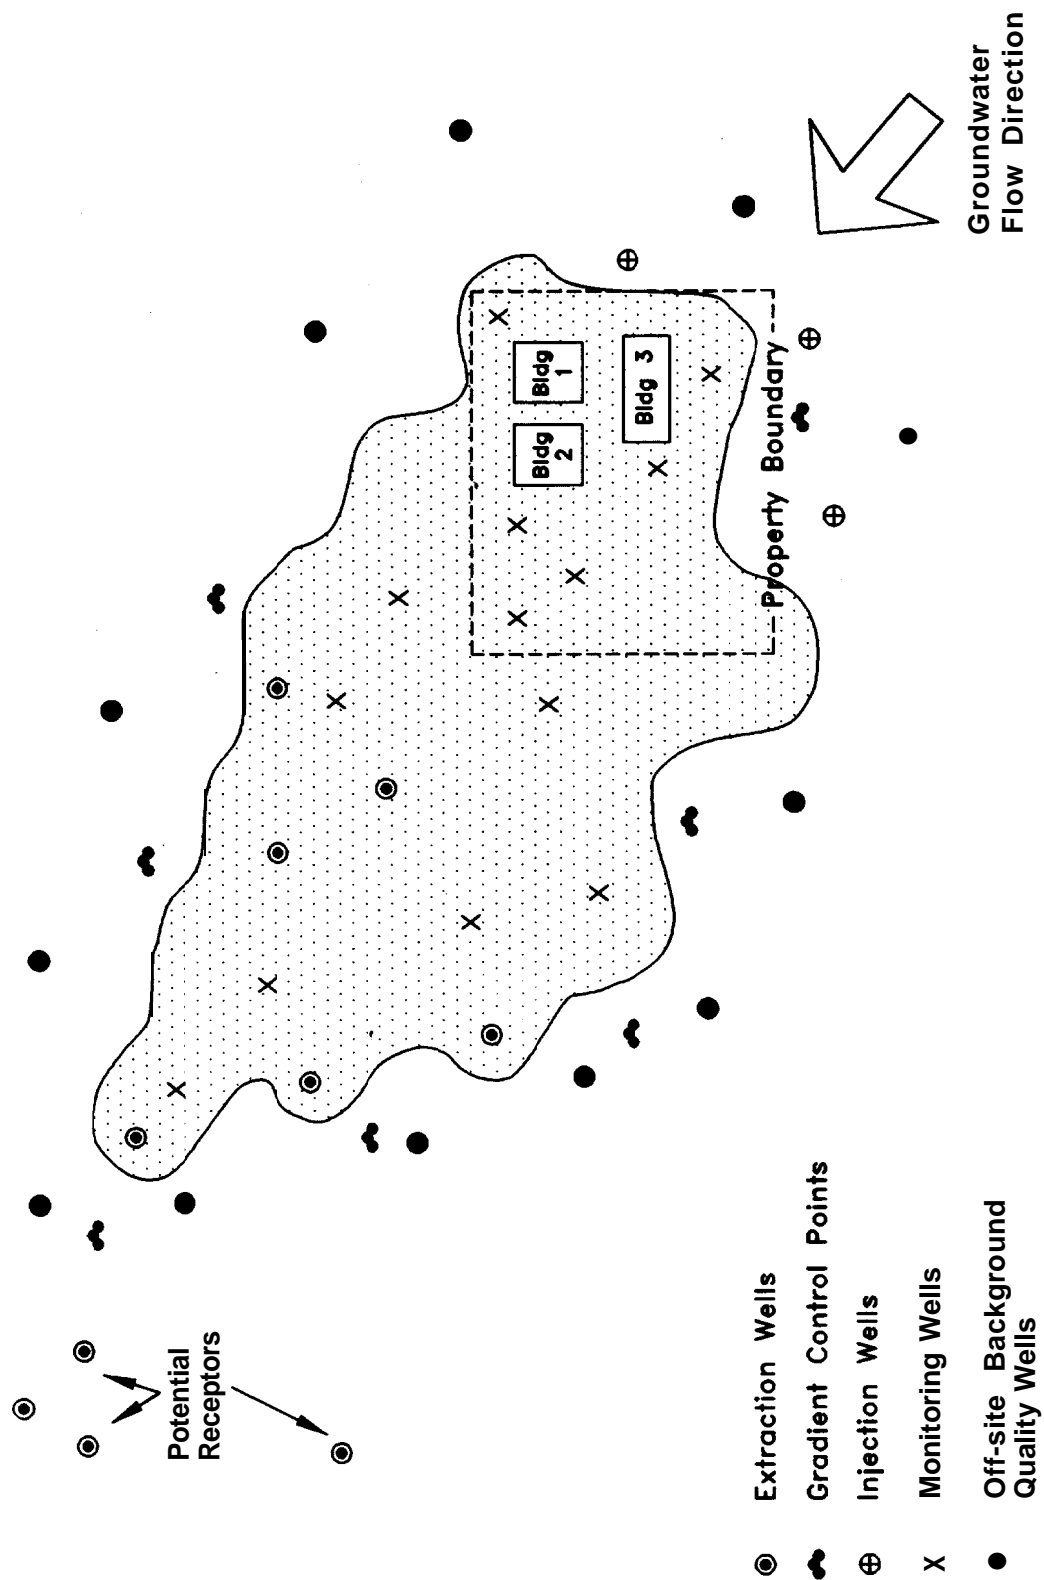 Groundwater
Flow Direction
Bldg
1
Bldg
2
Bldg 3
Property Boundary
Potential
Receptors
Extraction Wells
Gradient Control Points
Injection Wells
Monitoring Wells
Off-site Background
Quality Wells